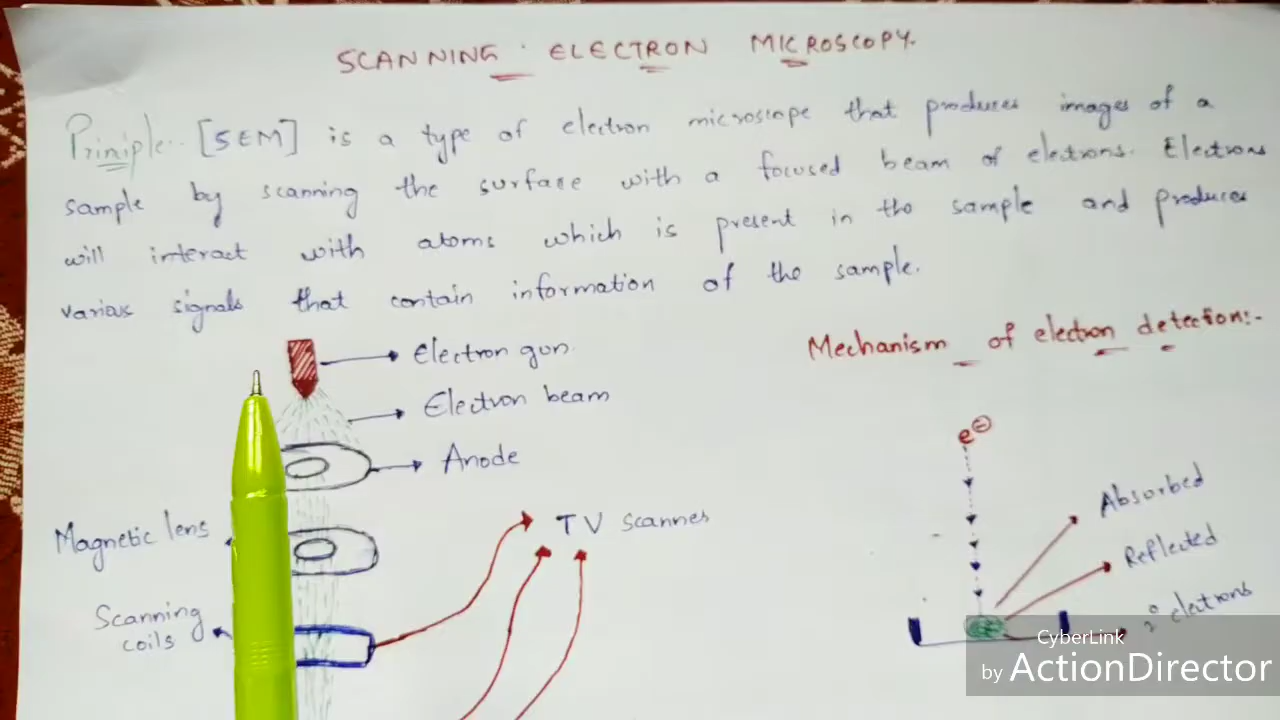 SCANNING ELECTRON MICROSCOPY.
Priniple:. [SEM] is a type of electron microscope that produces images of a
sample by scanning the surface with a focused beam of electrons. Electrons
will interact with atoms which is present in the sample and produces
various signals that contain information of the sample.
Electron gun
Electron beam
Anode
Magnetic lens
Scanning
coils
TV scanner
Mechanism of electron detection:-
e⊖
Absorbed
Reflected
2° electrons
CyberLink
by ActionDirector